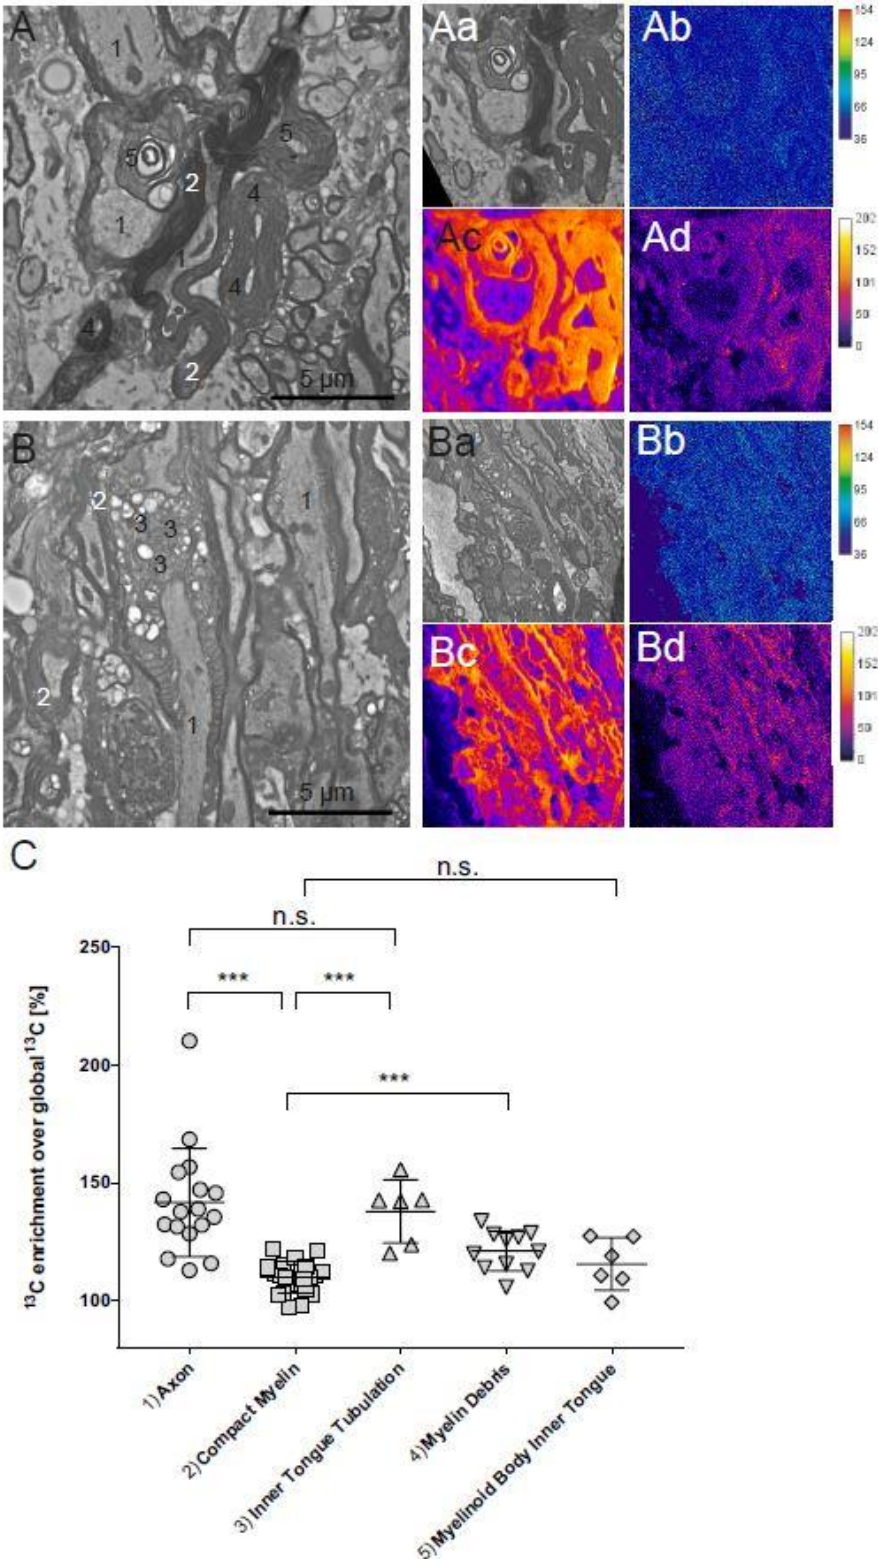 A
1
5
5
2
4
1
1
4
4
2
5 µm
Aa
Ab
154
124
95
66
36
Ac
Ad
202
152
101
50
0
B
2
3
3
3
1
2
1
5 µm
Ba
Bb
154
124
95
66
36
Bc
Bd
202
152
101
50
0
C
n.s.
n.s.
*** ***
***
¹³C enrichment over global ¹³C [%]
250
200
150
100
1) Axon
2) Compact Myelin
3) Inner Tongue Tubulation
4) Myelin Debris
5) Myelinoid Body Inner Tongue